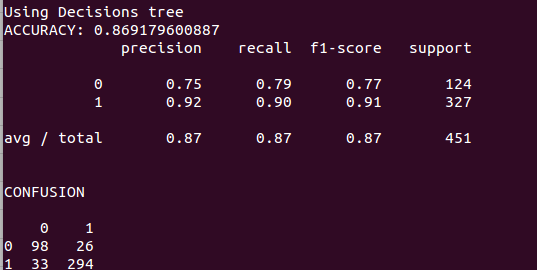 Using Decisions tree
ACCURACY: 0.869179600887
precision recall f1-score support
0 0.75 0.79 0.77 124
1 0.92 0.90 0.91 327
avg / total 0.87 0.87 0.87 451
CONFUSION
0 1
0 98 26
1 33 294